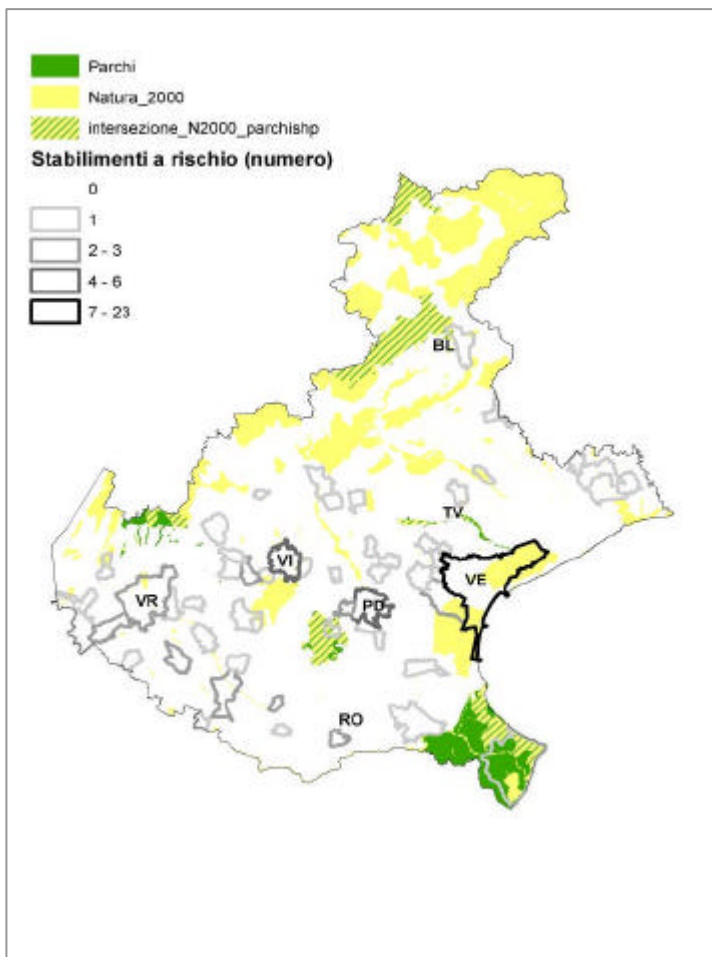 Parchi
Natura_2000
intersezione_N2000_parchishp
Stabilimenti a rischio (numero)
0
1
2 - 3
4 - 6
7 - 23
BL
TV
VI
VE
VR
PD
RO